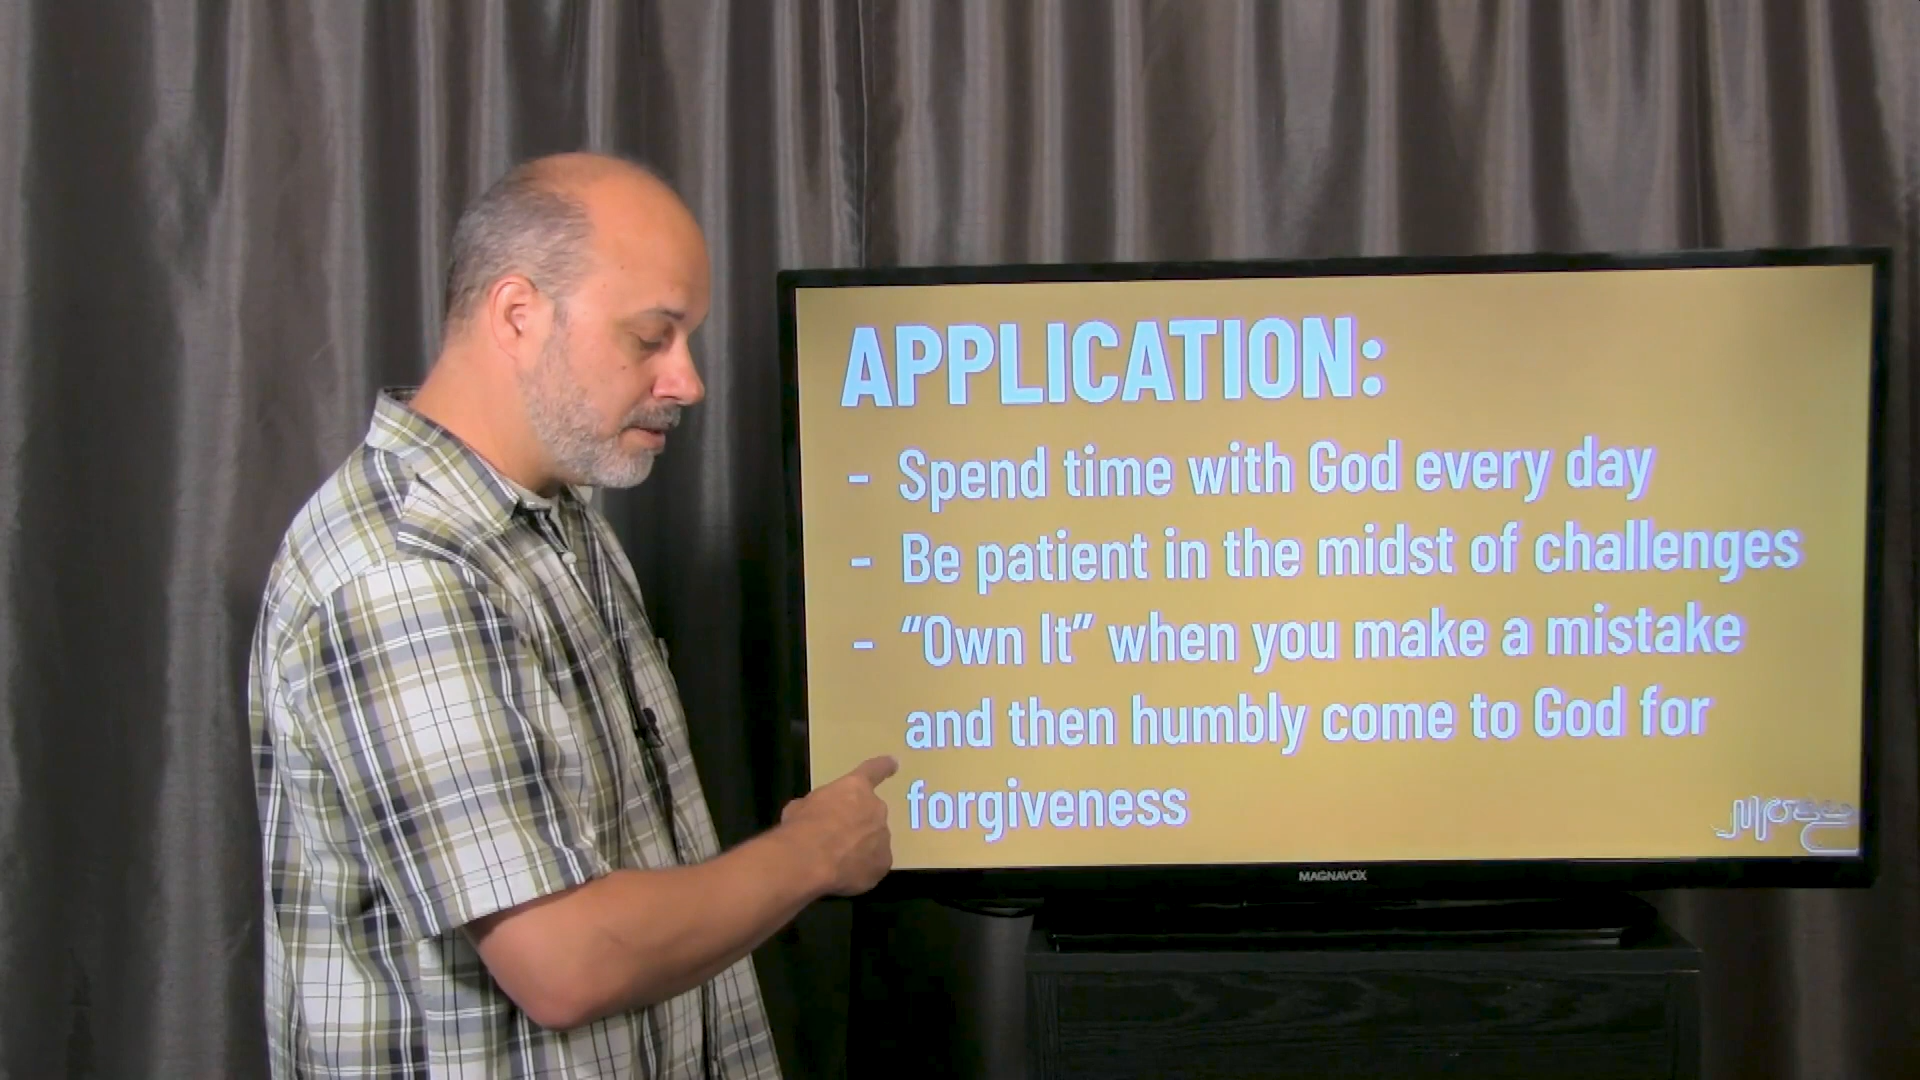 APPLICATION:
- Spend time with God every day
- Be patient in the midst of challenges
- “Own It” when you make a mistake
and then humbly come to God for
forgiveness
MAGNAVOX